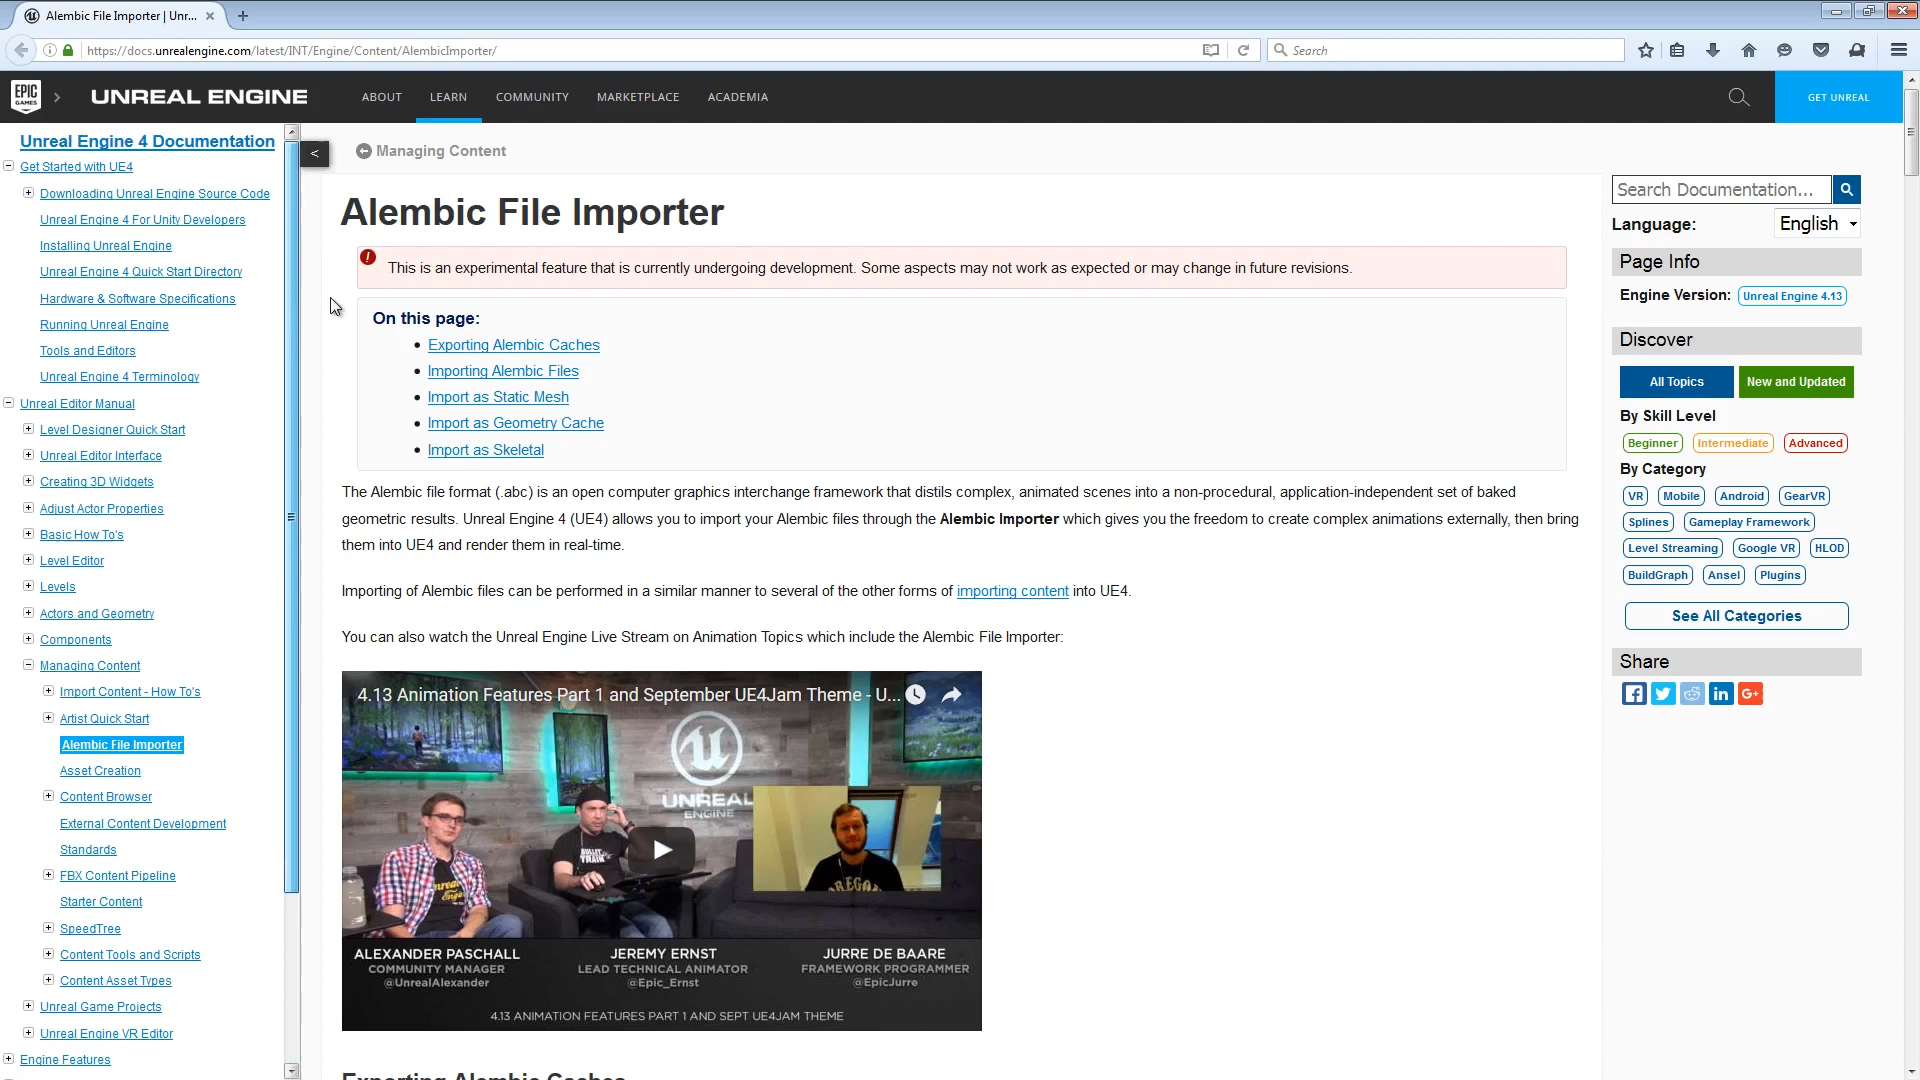 Alembic File Importer | Unr...
https://docs.unrealengine.com/latest/INT/Engine/Content/AlembicImporter/
Search
EPIC GAMES
UNREAL ENGINE
ABOUT
LEARN
COMMUNITY
MARKETPLACE
ACADEMIA
GET UNREAL
Unreal Engine 4 Documentation
Get Started with UE4
Downloading Unreal Engine Source Code
Unreal Engine 4 For Unity Developers
Installing Unreal Engine
Unreal Engine 4 Quick Start Directory
Hardware & Software Specifications
Running Unreal Engine
Tools and Editors
Unreal Engine 4 Terminology
Unreal Editor Manual
Level Designer Quick Start
Unreal Editor Interface
Creating 3D Widgets
Adjust Actor Properties
Basic How To's
Level Editor
Levels
Actors and Geometry
Components
Managing Content
Import Content - How To's
Artist Quick Start
Alembic File Importer
Asset Creation
Content Browser
External Content Development
Standards
FBX Content Pipeline
Starter Content
SpeedTree
Content Tools and Scripts
Content Asset Types
Unreal Game Projects
Unreal Engine VR Editor
Engine Features
<
Managing Content
Alembic File Importer
This is an experimental feature that is currently undergoing development. Some aspects may not work as expected or may change in future revisions.
On this page:
Exporting Alembic Caches
Importing Alembic Files
Import as Static Mesh
Import as Geometry Cache
Import as Skeletal
The Alembic file format (.abc) is an open computer graphics interchange framework that distils complex, animated scenes into a non-procedural, application-independent set of baked
geometric results. Unreal Engine 4 (UE4) allows you to import your Alembic files through the Alembic Importer which gives you the freedom to create complex animations externally, then bring
them into UE4 and render them in real-time.
Importing of Alembic files can be performed in a similar manner to several of the other forms of importing content into UE4.
You can also watch the Unreal Engine Live Stream on Animation Topics which include the Alembic File Importer:
4.13 Animation Features Part 1 and September UE4Jam Theme - U...
UNREAL
ENGINE
BULLET
TRAIN
ALEXANDER PASCHALL
COMMUNITY MANAGER
@UnrealAlexander
JEREMY ERNST
LEAD TECHNICAL ANIMATOR
@Epic_Ernst
JURRE DE BAARE
FRAMEWORK PROGRAMMER
@EpicJurre
4.13 ANIMATION FEATURES PART 1 AND SEPT UE4JAM THEME
Exporting Alembic Caches
Search Documentation...
Language:
English
Page Info
Engine Version: Unreal Engine 4.13
Discover
All Topics
New and Updated
By Skill Level
Beginner
Intermediate
Advanced
By Category
VR
Mobile
Android
GearVR
Splines
Gameplay Framework
Level Streaming
Google VR
HLOD
BuildGraph
Ansel
Plugins
See All Categories
Share